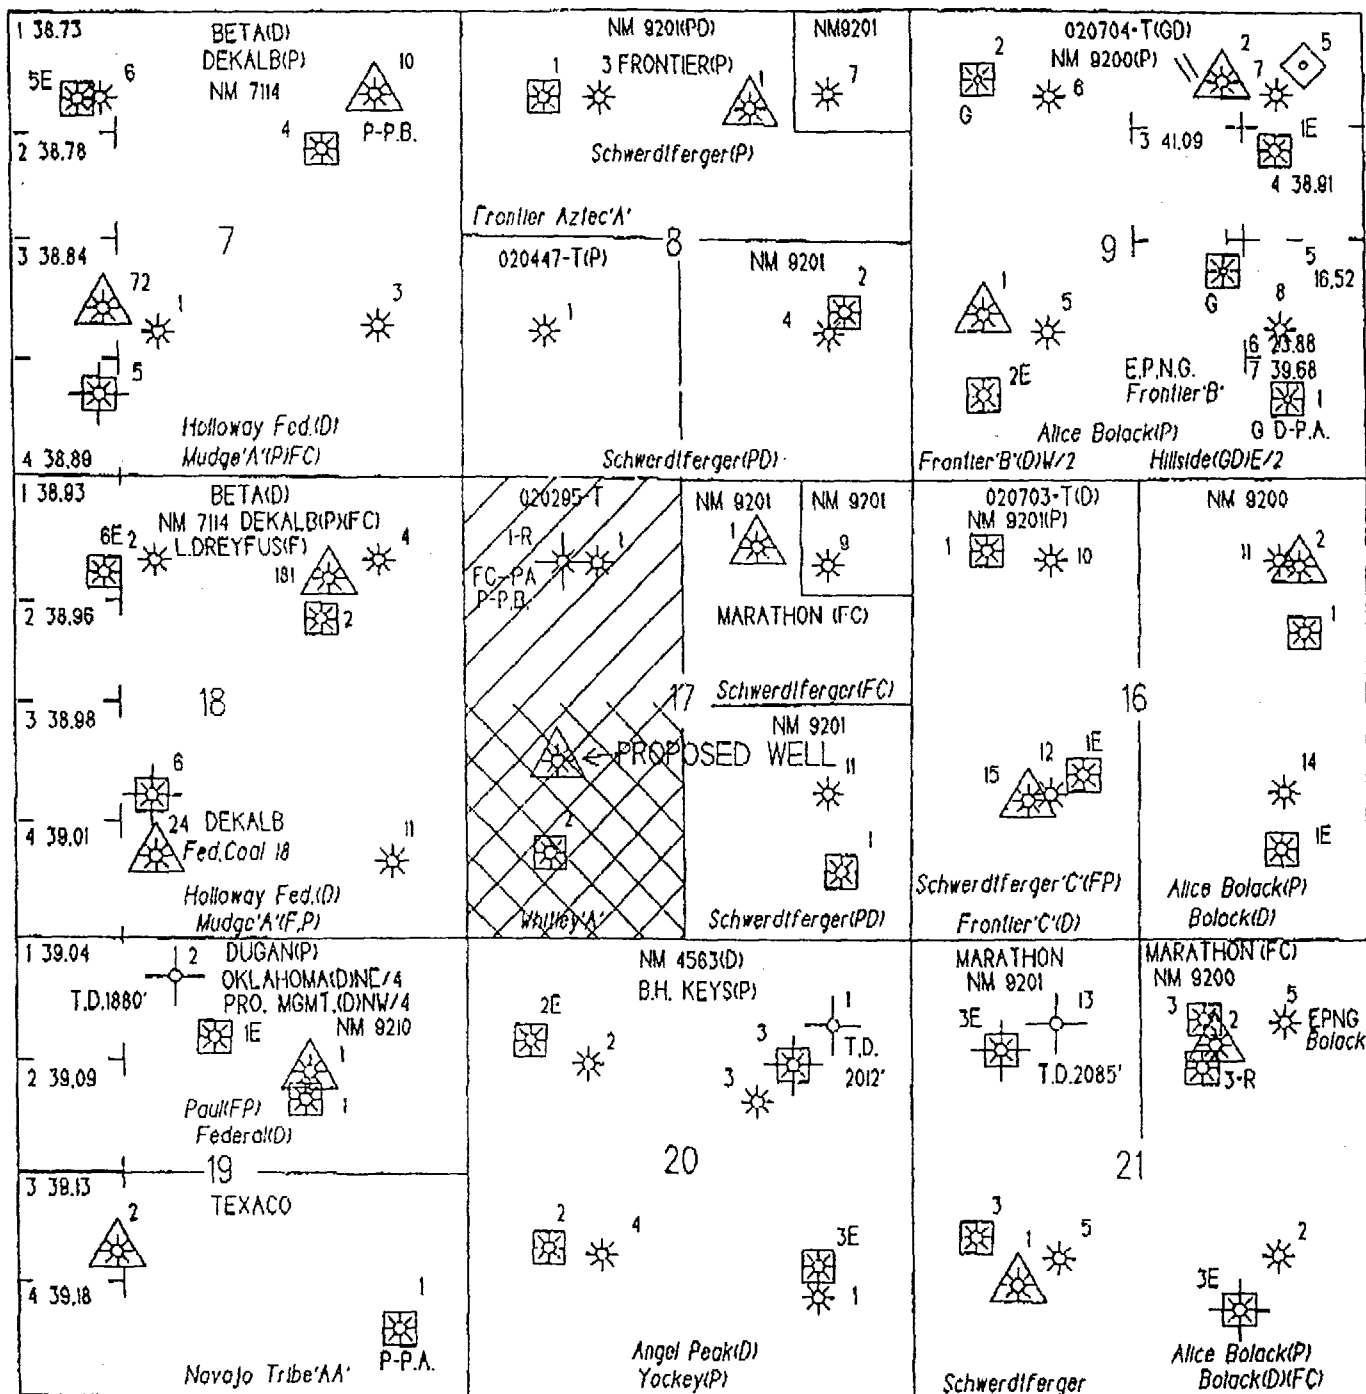 1 38.73
BETA(D)
DEKALB(P)
NM 7114
5E
6
10
P-P.B.
4
2 38.78
3 38.84
7
72
1
3
5
Holloway Fed.(D)
Mudge'A'(P)FC)
4 38.89
NM 9201(PD)
NM9201
3 FRONTIER(P)
1
1
7
Schwerdtferger(P)
Frontier Aztec'A'
8
020447-T(P)
NM 9201
1
2
4
Schwerdtferger(PD)
020704-T(GD)
NM 9200(P)
2
G
6
2
7
5
3 41.09
1E
4 38.91
9
5
16.52
1
5
G
8
6 23.88
7 39.68
2E
E.P.N.G.
Frontier'B'
1
G D-P.A.
Alice Bolack(P)
Frontier'B'(D)W/2
Hillside(GD)E/2
1 38.93
BETA(D)
NM 7114 DEKALB(P)(FC)
L.DREYFUS(F)
6E
2
4
181
2
2 38.96
3 38.98
18
6
4 39.01
24 DEKALB
Fed.Coal 18
11
Holloway Fed.(D)
Mudge'A'(F,P)
020295-T
1-R
1
FC-PA
P-P.B.
NM 9201
NM 9201
1
9
MARATHON (FC)
17
Schwerdtferger(FC)
NM 9201
PROPOSED WELL
11
2
1
Whitley'A'
Schwerdtferger(PD)
020703-T(D)
NM 9201(P)
NM 9200
1
10
11
2
1
16
15
12
1E
14
1E
Schwerdtferger'C'(FP)
Frontier'C'(D)
Alice Bolack(P)
Bolack(D)
1 39.04
2
DUGAN(P)
OKLAHOMA(D)NE/4
PRO. MGMT.(D)NW/4
T.D.1880'
1E
NM 9210
1
2 39.09
1
Paul(FP)
Federal(D)
19
3 39.13
TEXACO
2
4 39.18
1
P-P.A.
Navajo Tribe'AA'
NM 4563(D)
B.H. KEYS(P)
2E
2
3
1
T.D.
2012'
3
20
2
4
3E
1
Angel Peak(D)
Yockey(P)
MARATHON
NM 9201
MARATHON (FC)
NM 9200
3E
13
T.D.2085'
3
2
5
EPNG
Bolack
3-R
21
3
1
5
2
3E
Schwerdtferger
Alice Bolack(P)
Bolack(D)(FC)